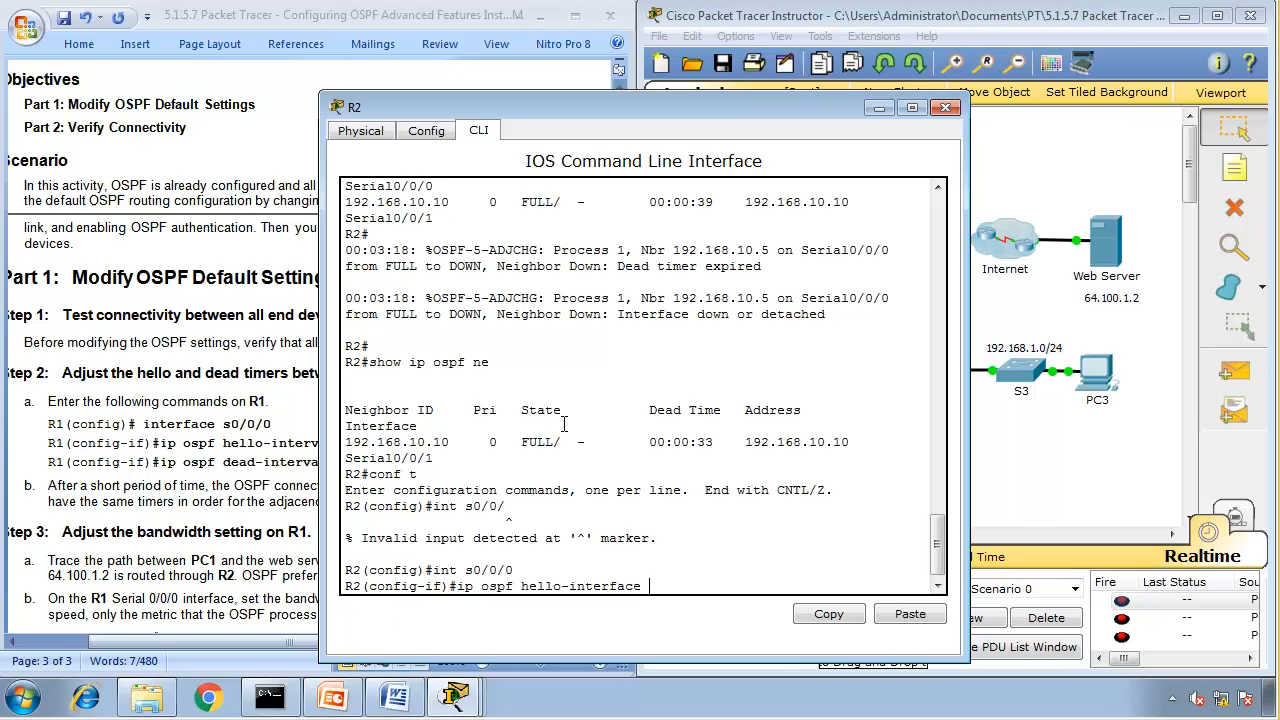 5.1.5.7 Packet Tracer - Configuring OSPF Advanced Features Inst...M
Home Insert Page Layout References Mailings Review View Nitro Pro 8
Objectives
Part 1: Modify OSPF Default Settings
Part 2: Verify Connectivity
Scenario
In this activity, OSPF is already configured and all
the default OSPF routing configuration by changing
link, and enabling OSPF authentication. Then you
devices.
Part 1: Modify OSPF Default Setting
Step 1: Test connectivity between all end dev
Before modifying the OSPF settings, verify that all
Step 2: Adjust the hello and dead timers betw
a. Enter the following commands on R1.
R1(config)# interface s0/0/0
R1(config-if)#ip ospf hello-interv
R1(config-if)#ip ospf dead-interva
b. After a short period of time, the OSPF connect
have the same timers in order for the adjacenc
Step 3: Adjust the bandwidth setting on R1.
a. Trace the path between PC1 and the web serv
64.100.1.2 is routed through R2. OSPF prefer
b. On the R1 Serial 0/0/0 interface, set the bandw
speed, only the metric that the OSPF process
Page: 3 of 3 Words: 7/480
R2
Physical Config CLI
IOS Command Line Interface
Serial0/0/0
192.168.10.10 0 FULL/ - 00:00:39 192.168.10.10
Serial0/0/1
R2#
00:03:18: %OSPF-5-ADJCHG: Process 1, Nbr 192.168.10.5 on Serial0/0/0
from FULL to DOWN, Neighbor Down: Dead timer expired
00:03:18: %OSPF-5-ADJCHG: Process 1, Nbr 192.168.10.5 on Serial0/0/0
from FULL to DOWN, Neighbor Down: Interface down or detached
R2#
R2#show ip ospf ne
Neighbor ID Pri State Dead Time Address
Interface
192.168.10.10 0 FULL/ - 00:00:33 192.168.10.10
Serial0/0/1
R2#conf t
Enter configuration commands, one per line. End with CNTL/Z.
R2(config)#int s0/0/
^
% Invalid input detected at '^' marker.
R2(config)#int s0/0/0
R2(config-if)#ip ospf hello-interface
Copy Paste
Cisco Packet Tracer Instructor - C:\Users\Administrator\Documents\PT\5.1.5.7 Packet Tracer...
File Edit Options View Tools Extensions Help
Move Object Set Tiled Background Viewport
Internet
Web Server
64.100.1.2
192.168.1.0/24
S3
PC3
Time Realtime
Scenario 0 Fire Last Status Sou
-- P
Delete -- P
PDU List Window -- P